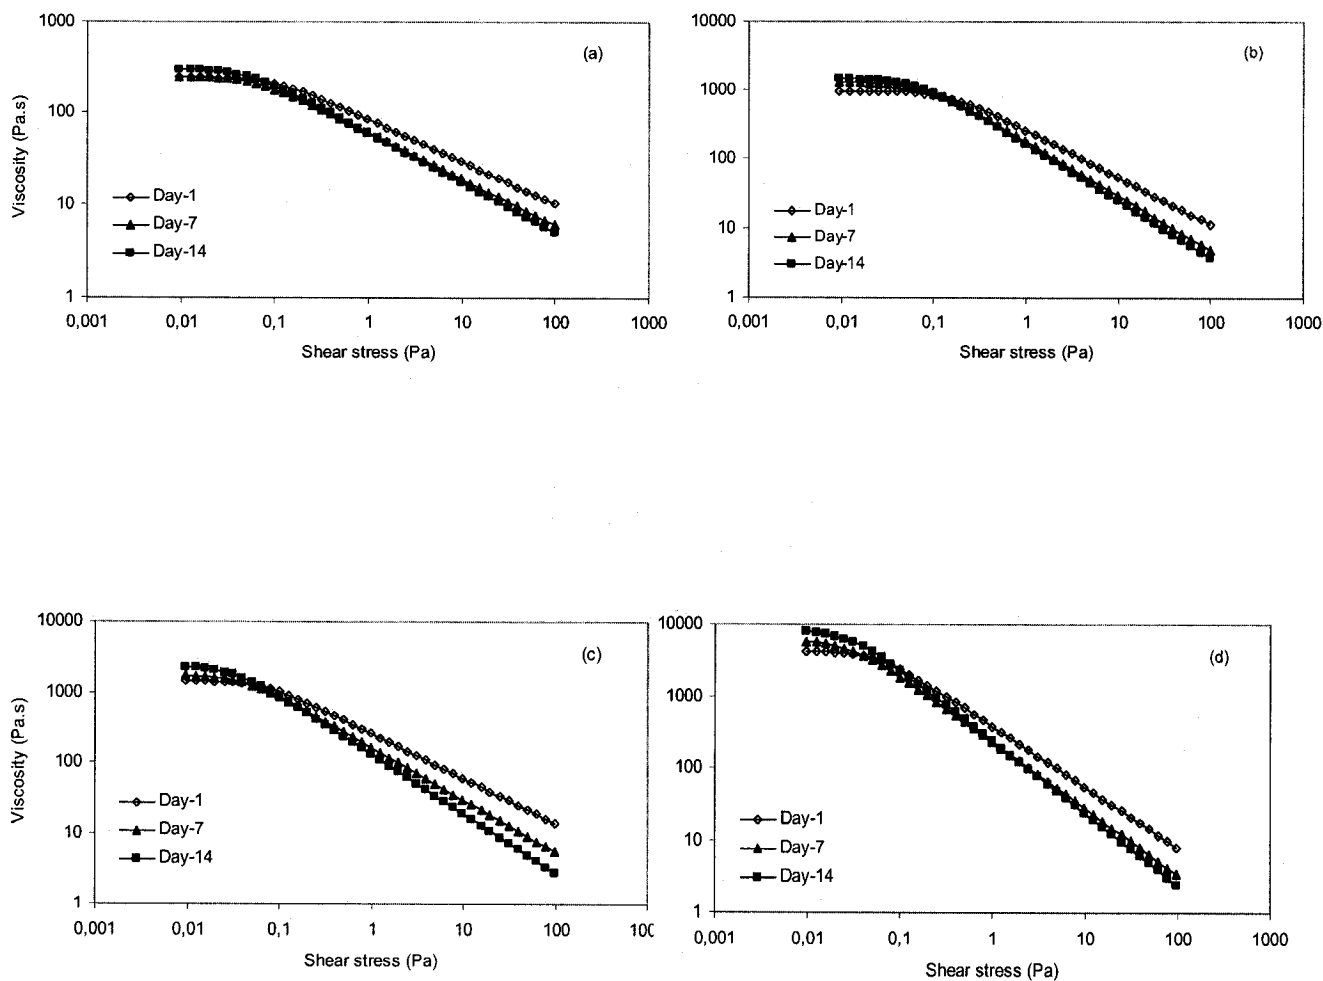 (a)
Viscosity (Pa.s)
1000
100
10
1
Day-1
Day-7
Day-14
0,001 0,01 0,1 1 10 100 1000
Shear stress (Pa)
(b)
10000
1000
100
10
1
Day-1
Day-7
Day-14
0,001 0,01 0,1 1 10 100 1000
Shear stress (Pa)
(c)
Viscosity (Pa.s)
10000
1000
100
10
1
Day-1
Day-7
Day-14
0,001 0,01 0,1 1 10 100 100
Shear stress (Pa)
(d)
10000
1000
100
10
1
Day-1
Day-7
Day-14
0,001 0,01 0,1 1 10 100 1000
Shear stress (Pa)